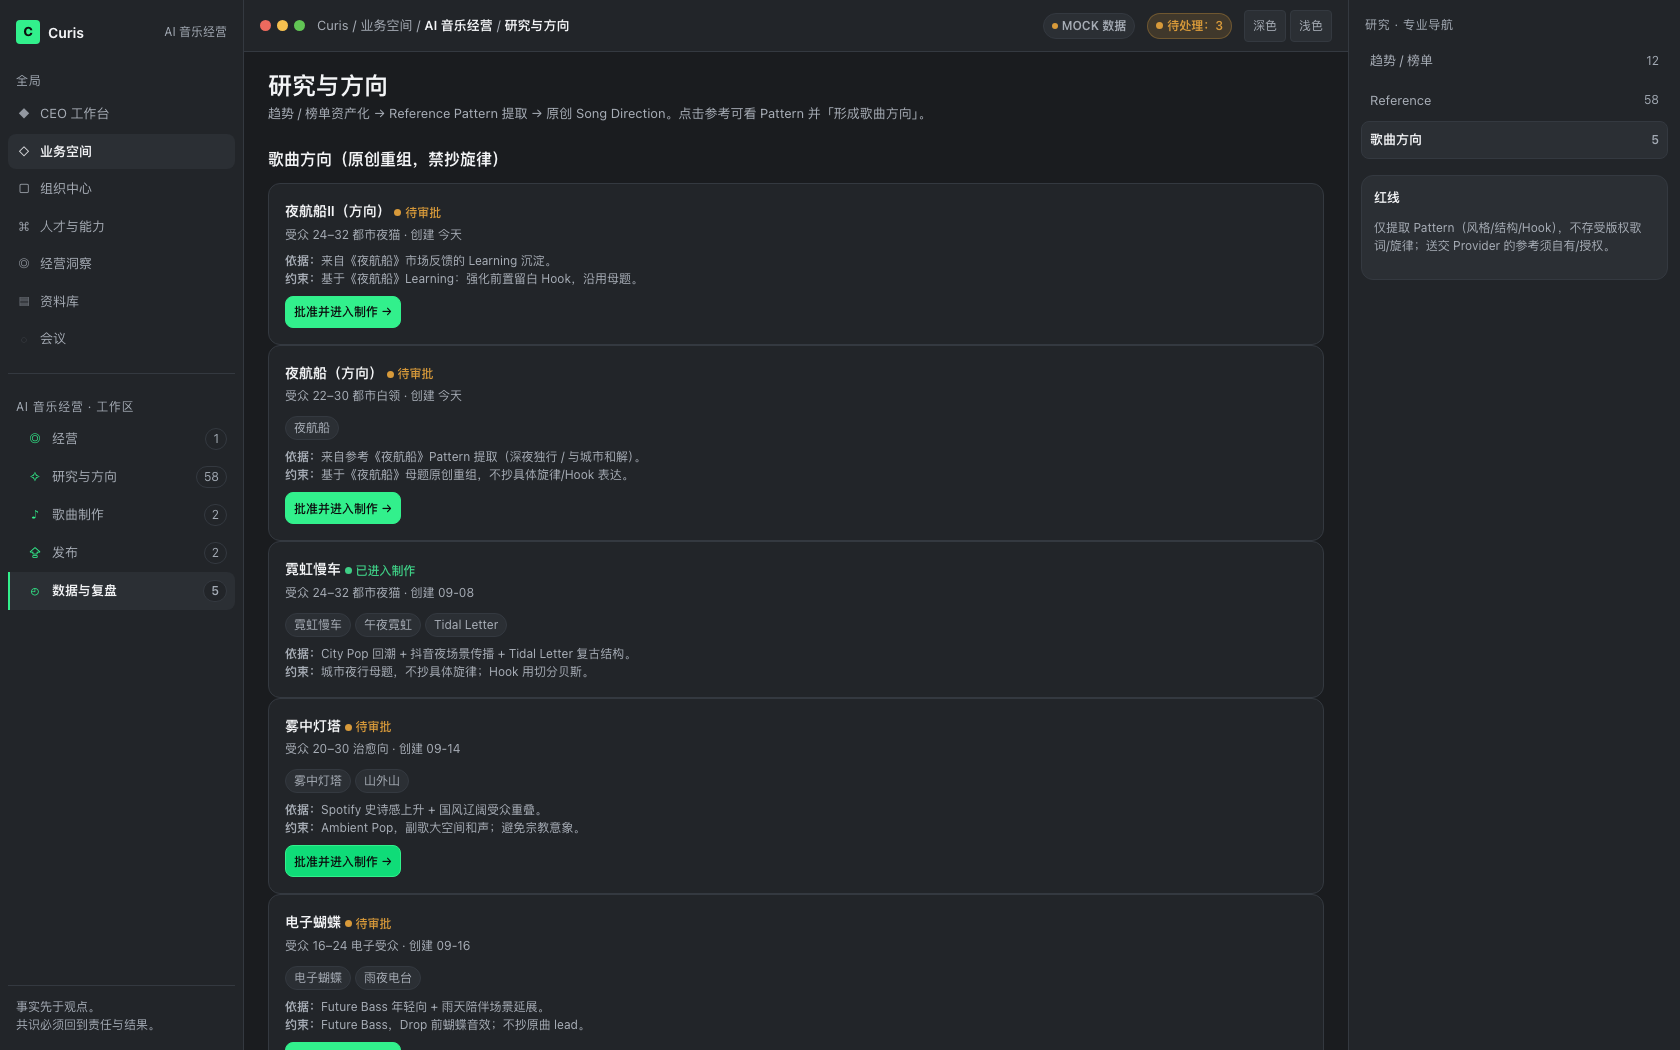 C Curis AI 音乐经营
全局
CEO 工作台
业务空间
组织中心
人才与能力
经营洞察
资料库
会议
AI 音乐经营 · 工作区
经营 1
研究与方向 58
歌曲制作 2
发布 2
数据与复盘 5
事实先于观点。
共识必须回到责任与结果。
Curis / 业务空间 / AI 音乐经营 / 研究与方向
MOCK 数据
待处理：3
深色
浅色
研究与方向
趋势 / 榜单资产化 → Reference Pattern 提取 → 原创 Song Direction。点击参考可看 Pattern 并「形成歌曲方向」。
歌曲方向（原创重组，禁抄旋律）
夜航船II（方向） 待审批
受众 24–32 都市夜猫 · 创建 今天
依据：来自《夜航船》市场反馈的 Learning 沉淀。
约束：基于《夜航船》Learning：强化前置留白 Hook，沿用母题。
批准并进入制作 →
夜航船（方向） 待审批
受众 22–30 都市白领 · 创建 今天
夜航船
依据：来自参考《夜航船》Pattern 提取（深夜独行 / 与城市和解）。
约束：基于《夜航船》母题原创重组，不抄具体旋律/Hook 表达。
批准并进入制作 →
霓虹慢车 已进入制作
受众 24–32 都市夜猫 · 创建 09-08
霓虹慢车 午夜霓虹 Tidal Letter
依据：City Pop 回潮 + 抖音夜场景传播 + Tidal Letter 复古结构。
约束：城市夜行母题，不抄具体旋律；Hook 用切分贝斯。
雾中灯塔 待审批
受众 20–30 治愈向 · 创建 09-14
雾中灯塔 山外山
依据：Spotify 史诗感上升 + 国风辽阔受众重叠。
约束：Ambient Pop，副歌大空间和声；避免宗教意象。
批准并进入制作 →
电子蝴蝶 待审批
受众 16–24 电子受众 · 创建 09-16
电子蝴蝶 雨夜电台
依据：Future Bass 年轻向 + 雨天陪伴场景延展。
约束：Future Bass，Drop 前蝴蝶音效；不抄原曲 lead。
研究 · 专业导航
趋势 / 榜单 12
Reference 58
歌曲方向 5
红线
仅提取 Pattern（风格/结构/Hook），不存受版权歌
词/旋律；送交 Provider 的参考须自有/授权。